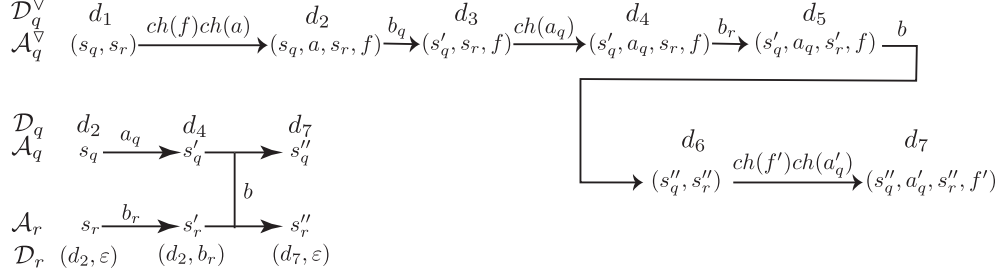 𝒟_q^∇ d_1 d_2 d_3 d_4 d_5
𝒜_q^∇ (s_q, s_r) ch(f)ch(a) (s_q, a, s_r, f) b_q (s'_q, s_r, f) ch(a_q) (s'_q, a_q, s_r, f) b_r (s'_q, a_q, s'_r, f) b
𝒟_q d_2 d_4 d_7
𝒜_q s_q a_q s'_q s''_q
b
d_6 d_7
(s''_q, s''_r) ch(f')ch(a'_q) (s''_q, a'_q, s''_r, f')
𝒜_r s_r b_r s'_r s''_r
𝒟_r (d_2, ε) (d_2, b_r) (d_7, ε)